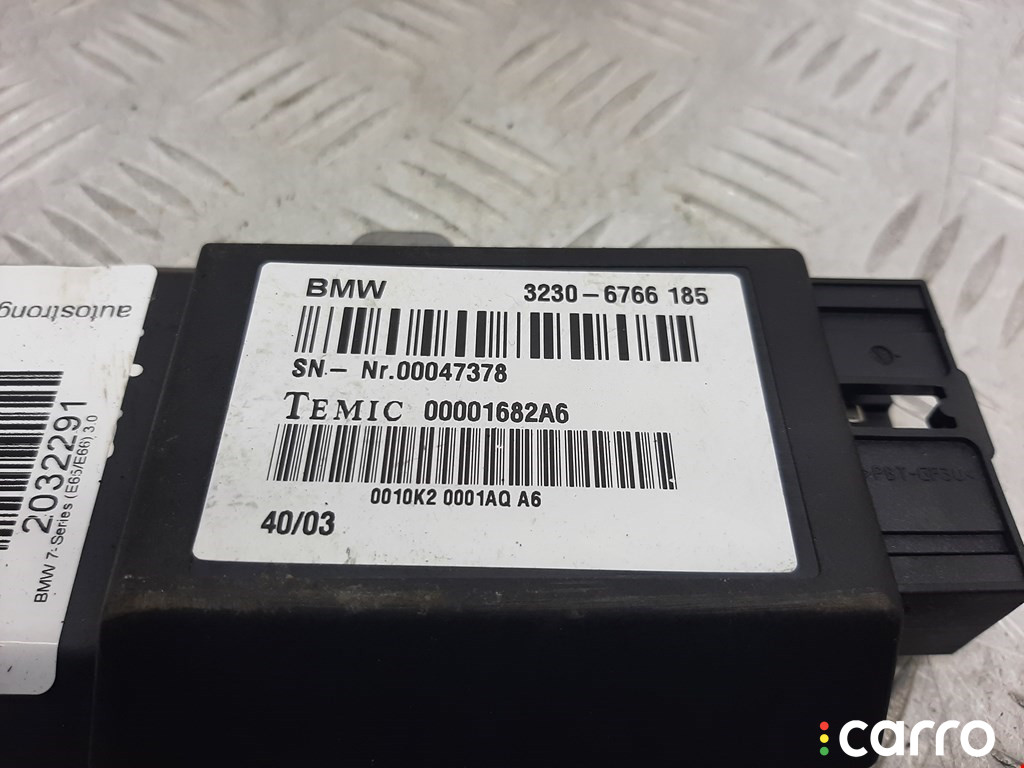 BMW 3230-6766 185
SN.- Nr.00047378
TEMIC 00001682A6
0010K2 0001AQ A6
40/03
autostrong
2032291
BMW 7-Series (E65/E66) 3.0
carro